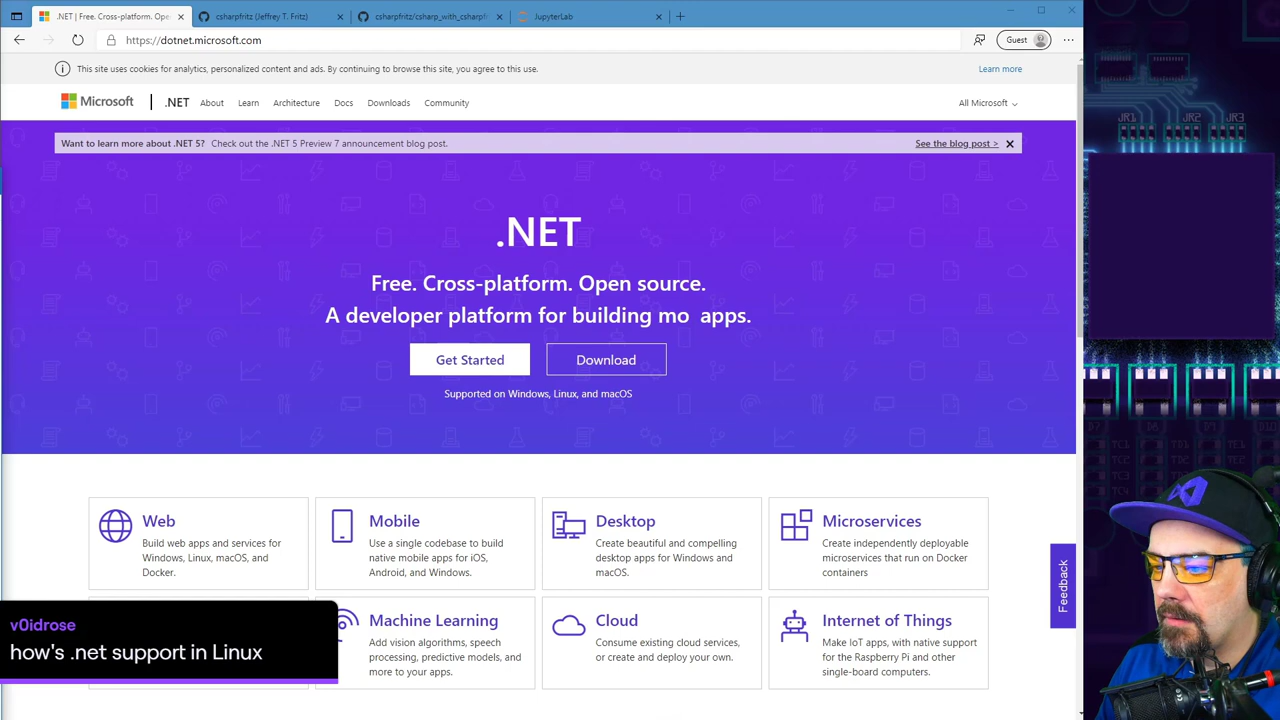 .NET | Free. Cross-platform. Ope
csharpfritz (Jeffrey T. Fritz)
csharpfritz/csharp_with_csharpf
JupyterLab
https://dotnet.microsoft.com
Guest
This site uses cookies for analytics, personalized content and ads. By continuing to browse this site, you agree to this use.
Learn more
Microsoft
.NET
About
Learn
Architecture
Docs
Downloads
Community
All Microsoft
Want to learn more about .NET 5? Check out the .NET 5 Preview 7 announcement blog post.
See the blog post >
.NET
Free. Cross-platform. Open source.
A developer platform for building mo apps.
Get Started
Download
Supported on Windows, Linux, and macOS
Web
Build web apps and services for
Windows, Linux, macOS, and
Docker.
Mobile
Use a single codebase to build
native mobile apps for iOS,
Android, and Windows.
Desktop
Create beautiful and compelling
desktop apps for Windows and
macOS.
Microservices
Create independently deployable
microservices that run on Docker
containers
Machine Learning
Add vision algorithms, speech
processing, predictive models, and
more to your apps.
Cloud
Consume existing cloud services,
or create and deploy your own.
Internet of Things
Make IoT apps, with native support
for the Raspberry Pi and other
single-board computers.
Feedback
v0idrose
how's .net support in Linux
JR1
JR2
JR3